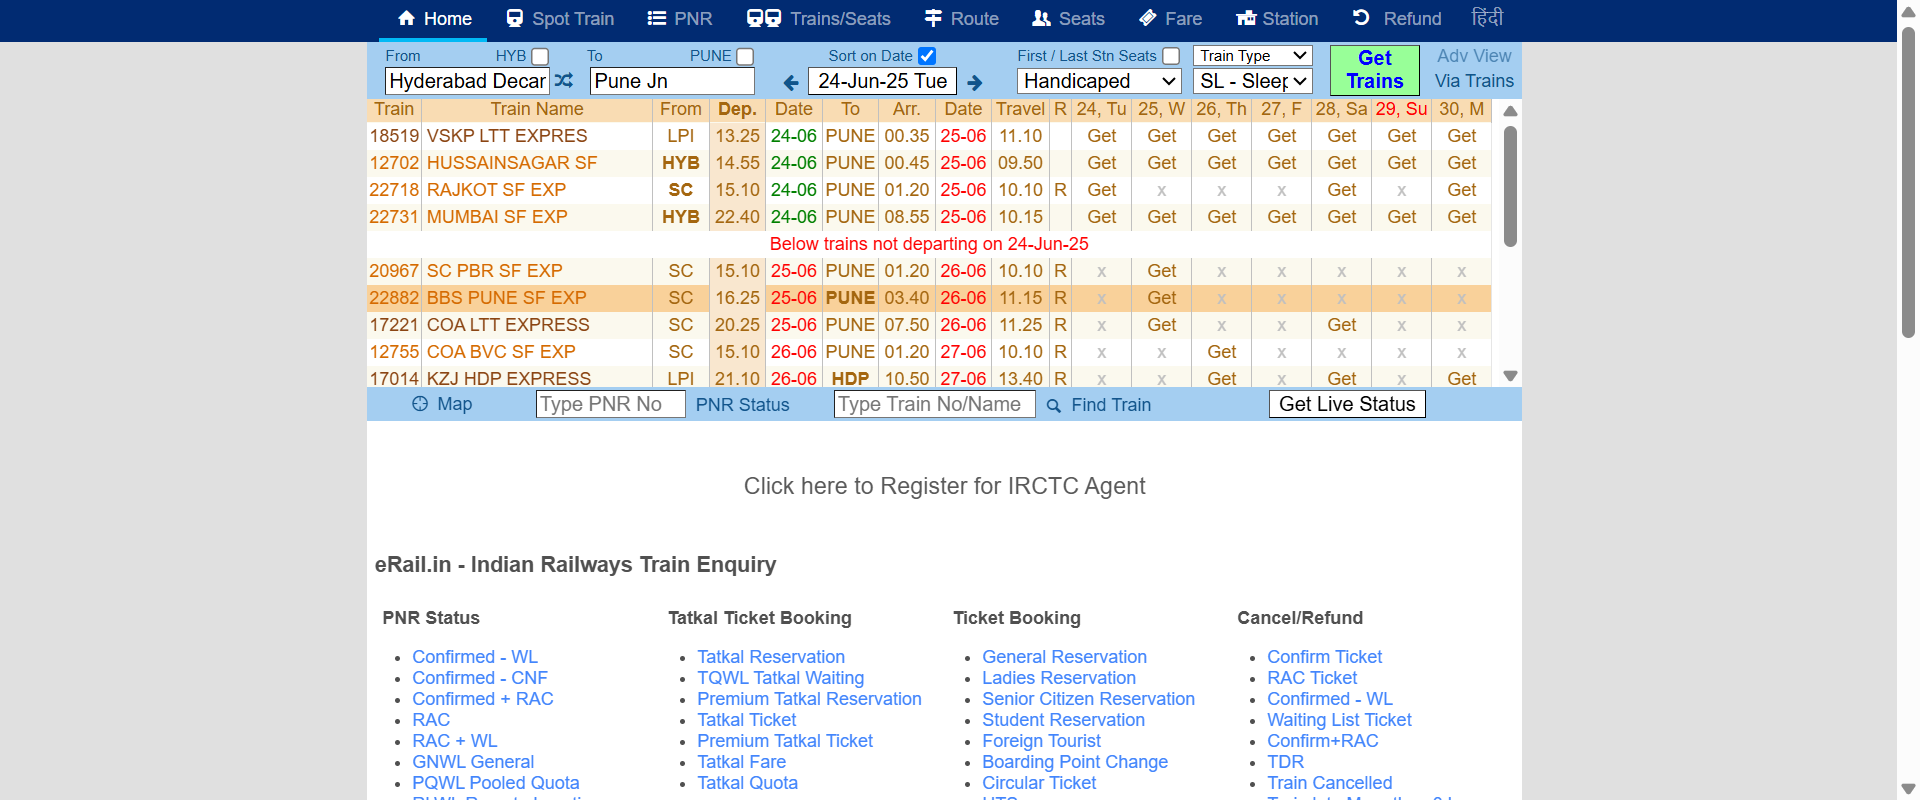 Home Spot Train PNR Trains/Seats Route Seats Fare Station Refund हिंदी
From HYB To PUNE Sort on Date First / Last Stn Seats Train Type Get Trains Adv View
Hyderabad Decan Pune Jn 24-Jun-25 Tue Handicaped SL - Sleep Via Trains
Train Train Name From Dep. Date To Arr. Date Travel R 24, Tu 25, W 26, Th 27, F 28, Sa 29, Su 30, M
18519 VSKP LTT EXPRES LPI 13.25 24-06 PUNE 00.35 25-06 11.10 Get Get Get Get Get Get Get
12702 HUSSAINSAGAR SF HYB 14.55 24-06 PUNE 00.45 25-06 09.50 Get Get Get Get Get Get Get
22718 RAJKOT SF EXP SC 15.10 24-06 PUNE 01.20 25-06 10.10 R Get x x x Get x Get
22731 MUMBAI SF EXP HYB 22.40 24-06 PUNE 08.55 25-06 10.15 Get Get Get Get Get Get Get
Below trains not departing on 24-Jun-25
20967 SC PBR SF EXP SC 15.10 25-06 PUNE 01.20 26-06 10.10 R x Get x x x x x
22882 BBS PUNE SF EXP SC 16.25 25-06 PUNE 03.40 26-06 11.15 R x Get x x x x x
17221 COA LTT EXPRESS SC 20.25 25-06 PUNE 07.50 26-06 11.25 R x Get x x Get x x
12755 COA BVC SF EXP SC 15.10 26-06 PUNE 01.20 27-06 10.10 R x x Get x x x x
17014 KZJ HDP EXPRESS LPI 21.10 26-06 HDP 10.50 27-06 13.40 R x x Get x Get x Get
Map Type PNR No PNR Status Type Train No/Name Find Train Get Live Status
Click here to Register for IRCTC Agent
eRail.in - Indian Railways Train Enquiry
PNR Status
• Confirmed - WL
• Confirmed - CNF
• Confirmed + RAC
• RAC
• RAC + WL
• GNWL General
• PQWL Pooled Quota
Tatkal Ticket Booking
• Tatkal Reservation
• TQWL Tatkal Waiting
• Premium Tatkal Reservation
• Tatkal Ticket
• Premium Tatkal Ticket
• Tatkal Fare
• Tatkal Quota
Ticket Booking
• General Reservation
• Ladies Reservation
• Senior Citizen Reservation
• Student Reservation
• Foreign Tourist
• Boarding Point Change
• Circular Ticket
Cancel/Refund
• Confirm Ticket
• RAC Ticket
• Confirmed - WL
• Waiting List Ticket
• Confirm+RAC
• TDR
• Train Cancelled